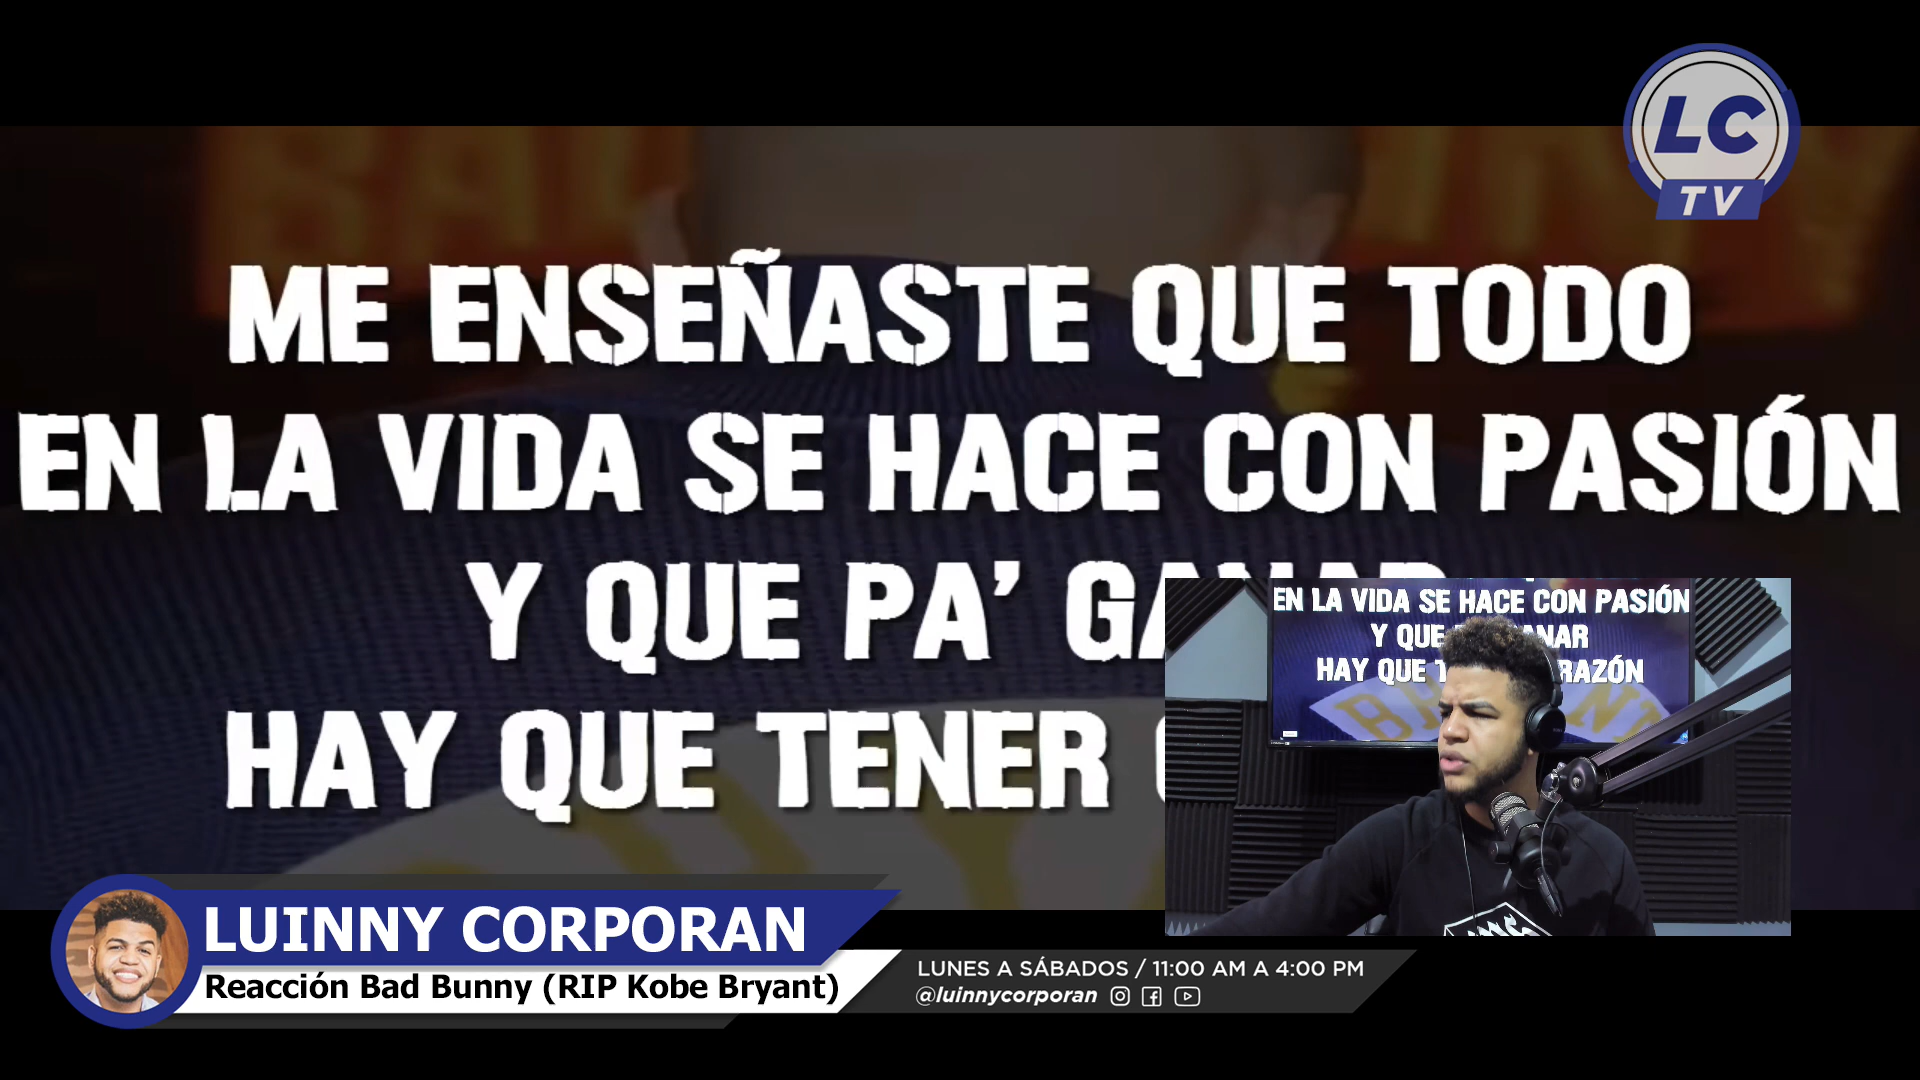 LC
TV
ME ENSEÑASTE QUE TODO
EN LA VIDA SE HACE CON PASIÓN
Y QUE PA' GANAR
HAY QUE TENER
EN LA VIDA SE HACE CON PASIÓN
Y QUE GANAR
HAY QUE
LUINNY CORPORAN
Reacción Bad Bunny (RIP Kobe Bryant)
LUNES A SÁBADOS / 11:00 AM A 4:00 PM
@luinnycorporan